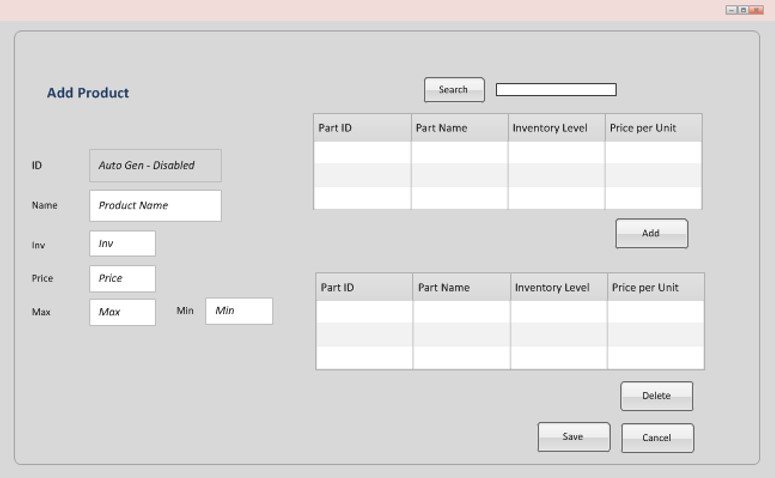 Add Product
Search
Part ID Part Name Inventory Level Price per Unit
ID Auto Gen - Disabled
Name Product Name
Inv Inv
Add
Price Price
Max Max Min Min
Part ID Part Name Inventory Level Price per Unit
Delete
Save Cancel